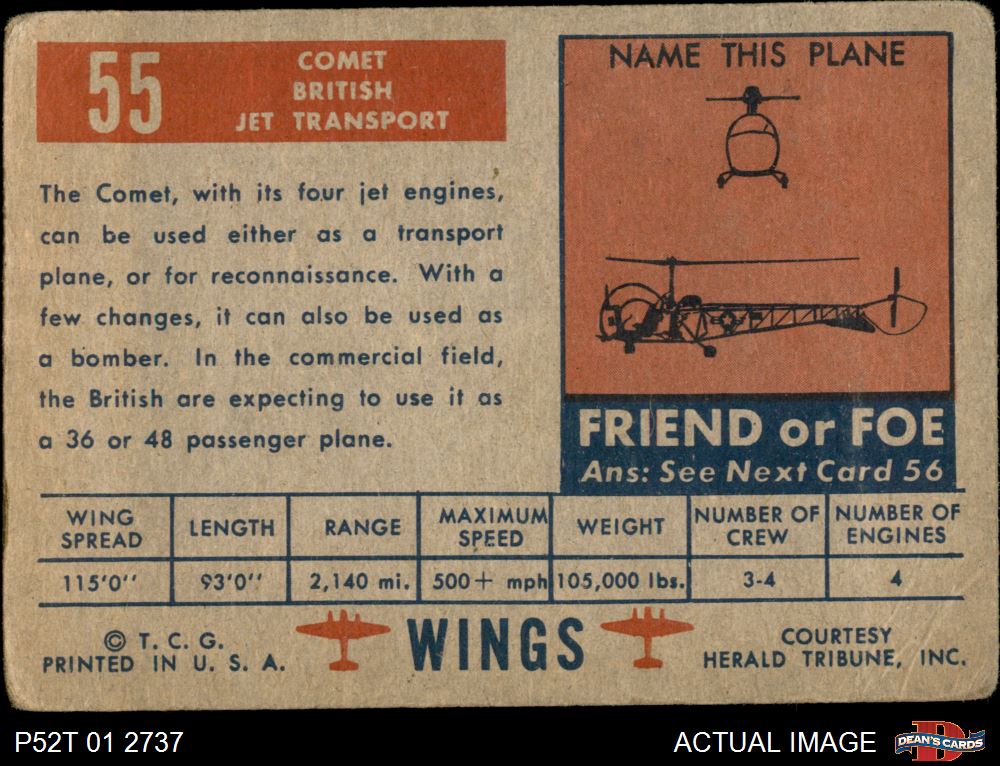 55
COMET
BRITISH
JET TRANSPORT
The Comet, with its four jet engines,
can be used either as a transport
plane, or for reconnaissance. With a
few changes, it can also be used as
a bomber. In the commercial field,
the British are expecting to use it as
a 36 or 48 passenger plane.
NAME THIS PLANE
FRIEND or FOE
Ans: See Next Card 56
WING SPREAD LENGTH RANGE MAXIMUM SPEED WEIGHT NUMBER OF CREW NUMBER OF ENGINES
115'0'' 93'0'' 2,140 mi. 500+ mph 105,000 lbs. 3-4 4
© T. C. G.
PRINTED IN U. S. A.
WINGS
COURTESY
HERALD TRIBUNE, INC.
P52T 01 2737
ACTUAL IMAGE
DEAN'S CARDS